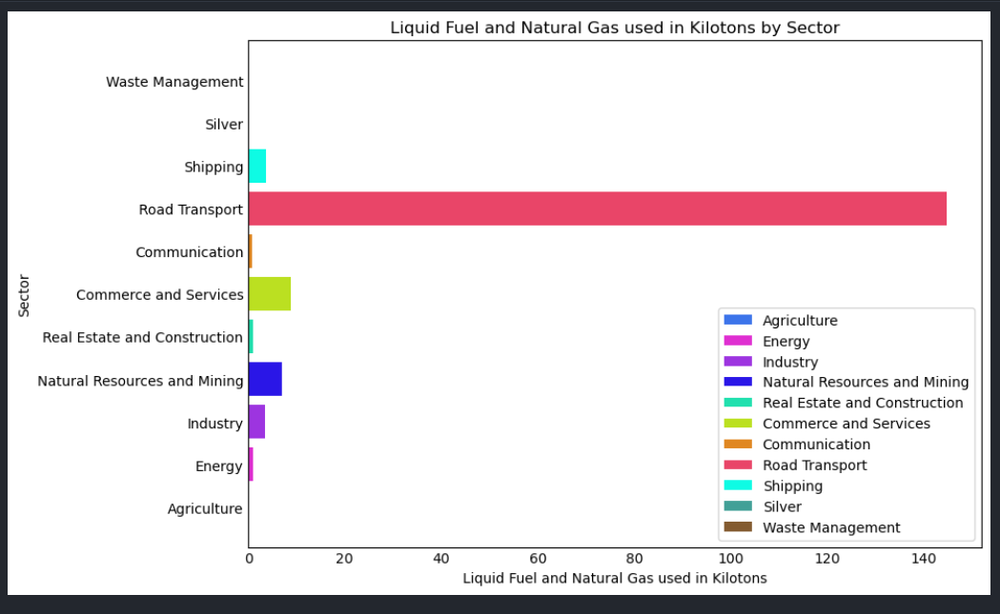 Liquid Fuel and Natural Gas used in Kilotons by Sector
Waste Management
Silver
Shipping
Road Transport
Communication
Commerce and Services
Real Estate and Construction
Natural Resources and Mining
Industry
Energy
Agriculture
Sector
Agriculture
Energy
Industry
Natural Resources and Mining
Real Estate and Construction
Commerce and Services
Communication
Road Transport
Shipping
Silver
Waste Management
0 20 40 60 80 100 120 140
Liquid Fuel and Natural Gas used in Kilotons